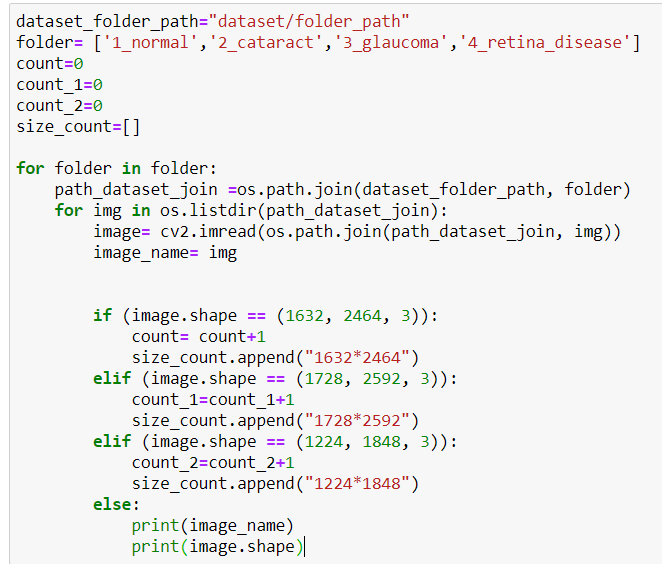 dataset_folder_path="dataset/folder_path"
folder= ['1_normal','2_cataract','3_glaucoma','4_retina_disease']
count=0
count_1=0
count_2=0
size_count=[]

for folder in folder:
    path_dataset_join =os.path.join(dataset_folder_path, folder)
    for img in os.listdir(path_dataset_join):
        image= cv2.imread(os.path.join(path_dataset_join, img))
        image_name= img


        if (image.shape == (1632, 2464, 3)):
            count= count+1
            size_count.append("1632*2464")
        elif (image.shape == (1728, 2592, 3)):
            count_1=count_1+1
            size_count.append("1728*2592")
        elif (image.shape == (1224, 1848, 3)):
            count_2=count_2+1
            size_count.append("1224*1848")
        else:
            print(image_name)
            print(image.shape)